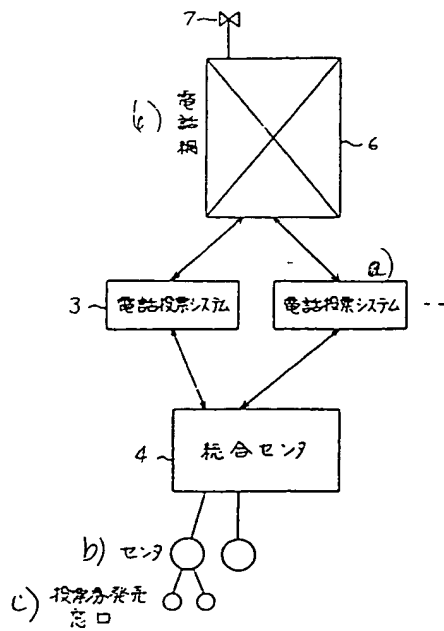 7
電
話
網
6
a)
3
電話投票システム
電話投票システム
4
統合センタ
b) センタ
c) 投票券発売
窓口